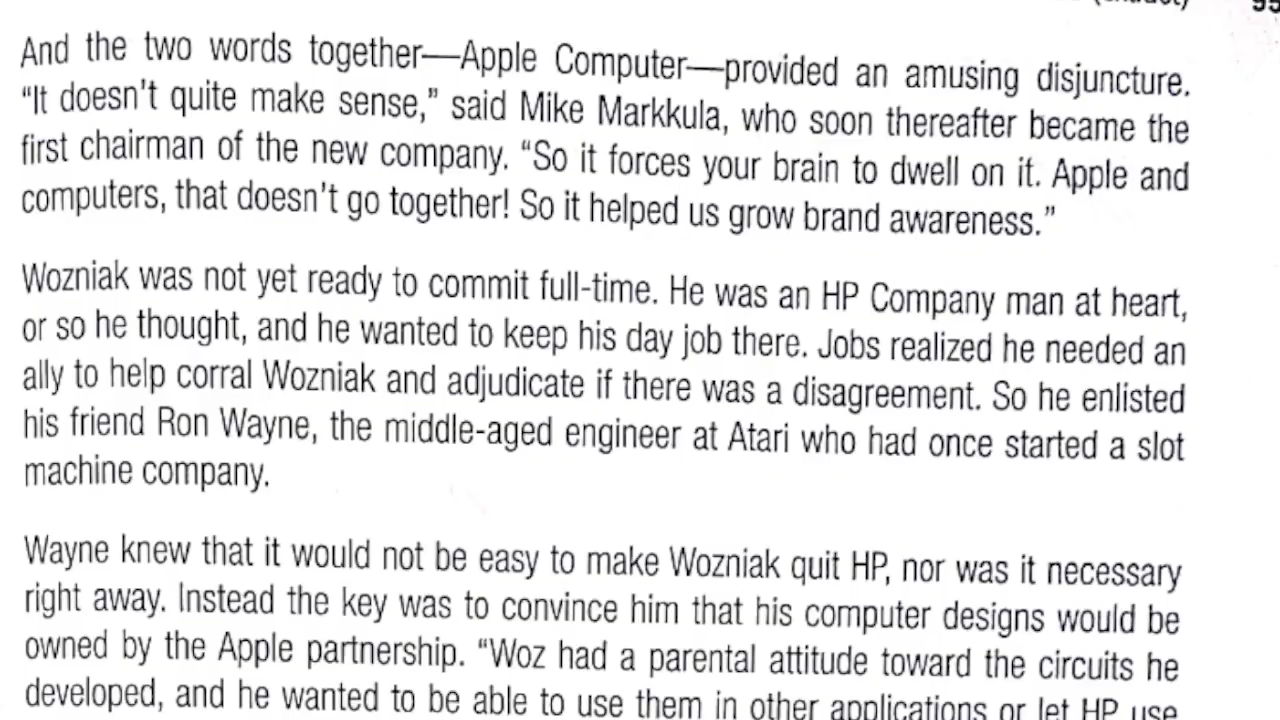 (extract) 95
And the two words together—Apple Computer—provided an amusing disjuncture.
“It doesn’t quite make sense,” said Mike Markkula, who soon thereafter became the
first chairman of the new company. “So it forces your brain to dwell on it. Apple and
computers, that doesn’t go together! So it helped us grow brand awareness.”
Wozniak was not yet ready to commit full-time. He was an HP Company man at heart,
or so he thought, and he wanted to keep his day job there. Jobs realized he needed an
ally to help corral Wozniak and adjudicate if there was a disagreement. So he enlisted
his friend Ron Wayne, the middle-aged engineer at Atari who had once started a slot
machine company.
Wayne knew that it would not be easy to make Wozniak quit HP, nor was it necessary
right away. Instead the key was to convince him that his computer designs would be
owned by the Apple partnership. “Woz had a parental attitude toward the circuits he
developed, and he wanted to be able to use them in other applications or let HP use